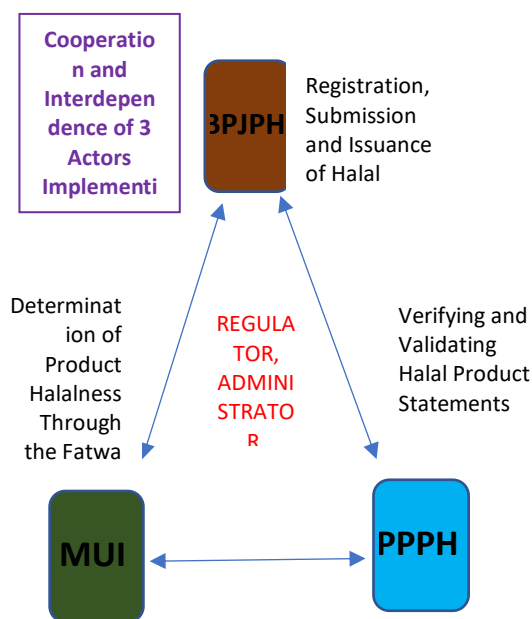 Cooperatio
n and
Interdepen
dence of 3
Actors
Implementi
BPJPH
Registration,
Submission
and Issuance
of Halal
Determinat
ion of
Product
Halalness
Through
the Fatwa
REGULA
TOR,
ADMINI
STRATO
R
Verifying and
Validating
Halal Product
Statements
MUI
PPPH